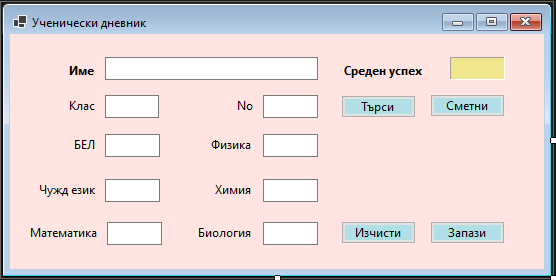 Ученически дневник
Име Среден успех
Клас No Търси Сметни
БЕЛ Физика
Чужд език Химия
Математика Биология Изчисти Запази